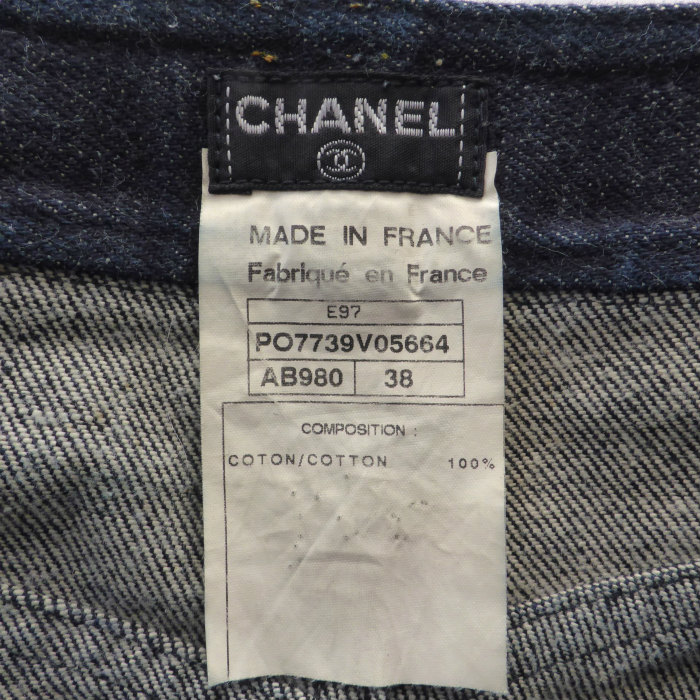 CHANEL
MADE IN FRANCE
Fabriqué en France
E97
PO7739V05664
AB980 38
COMPOSITION :
COTON/COTTON 100%